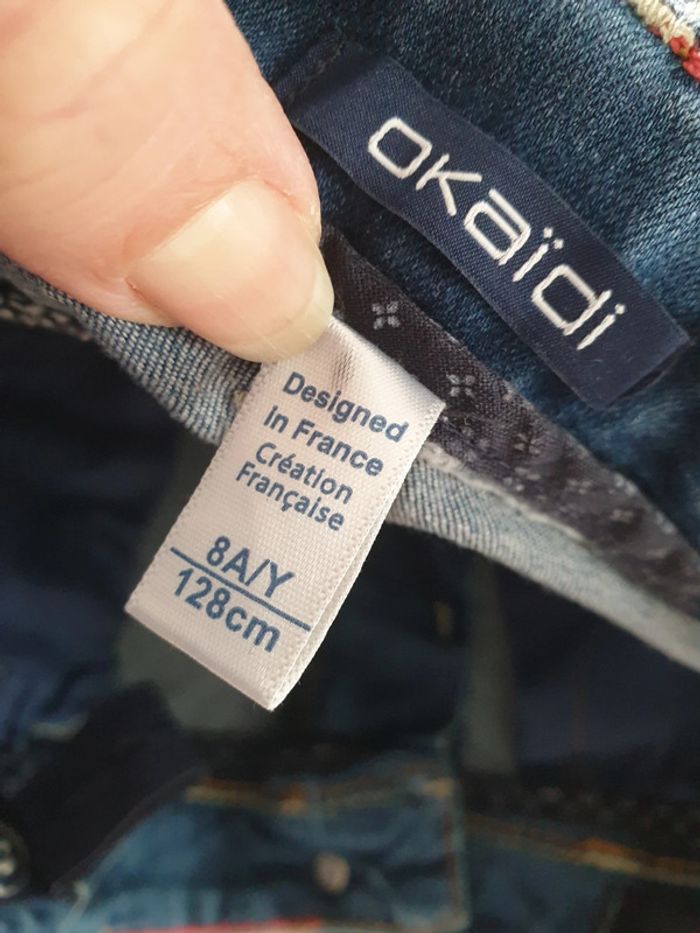 OKaïdi
Designed
in France
Création
Française
8A/Y
128cm